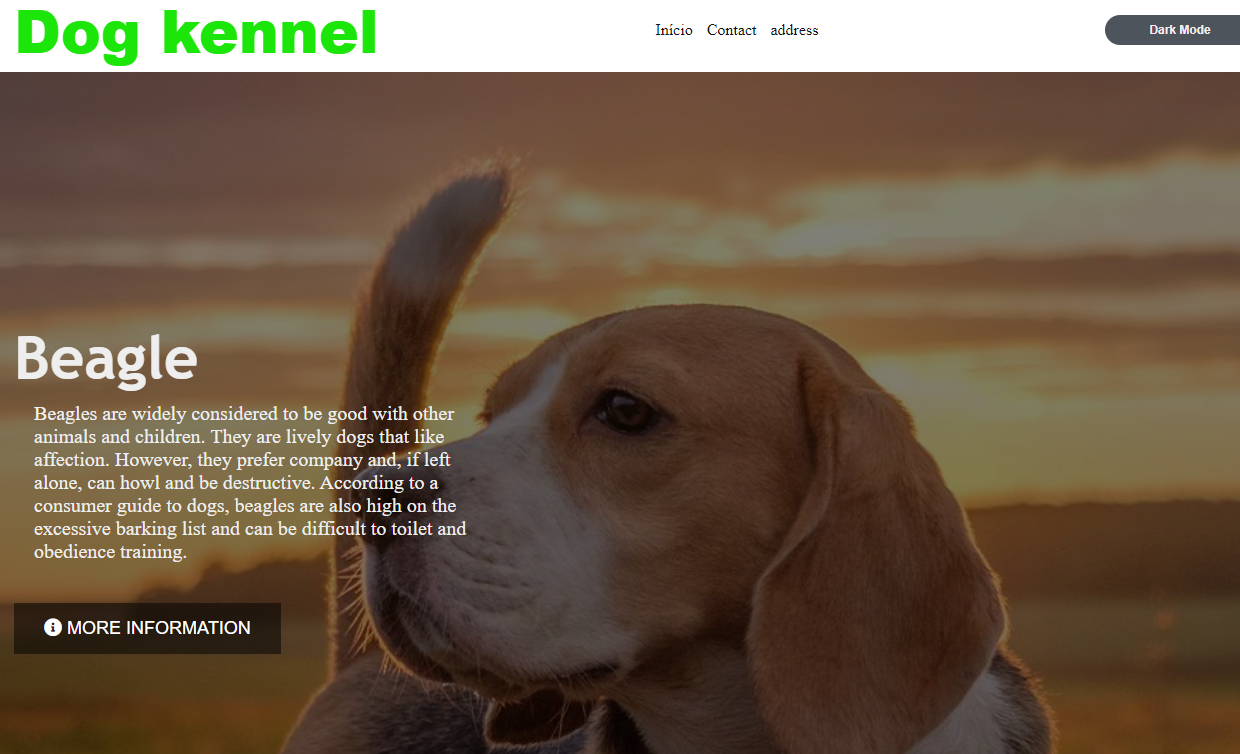 Dog kennel
Início Contact address
Dark Mode
Beagle
Beagles are widely considered to be good with other
animals and children. They are lively dogs that like
affection. However, they prefer company and, if left
alone, can howl and be destructive. According to a
consumer guide to dogs, beagles are also high on the
excessive barking list and can be difficult to toilet and
obedience training.
MORE INFORMATION